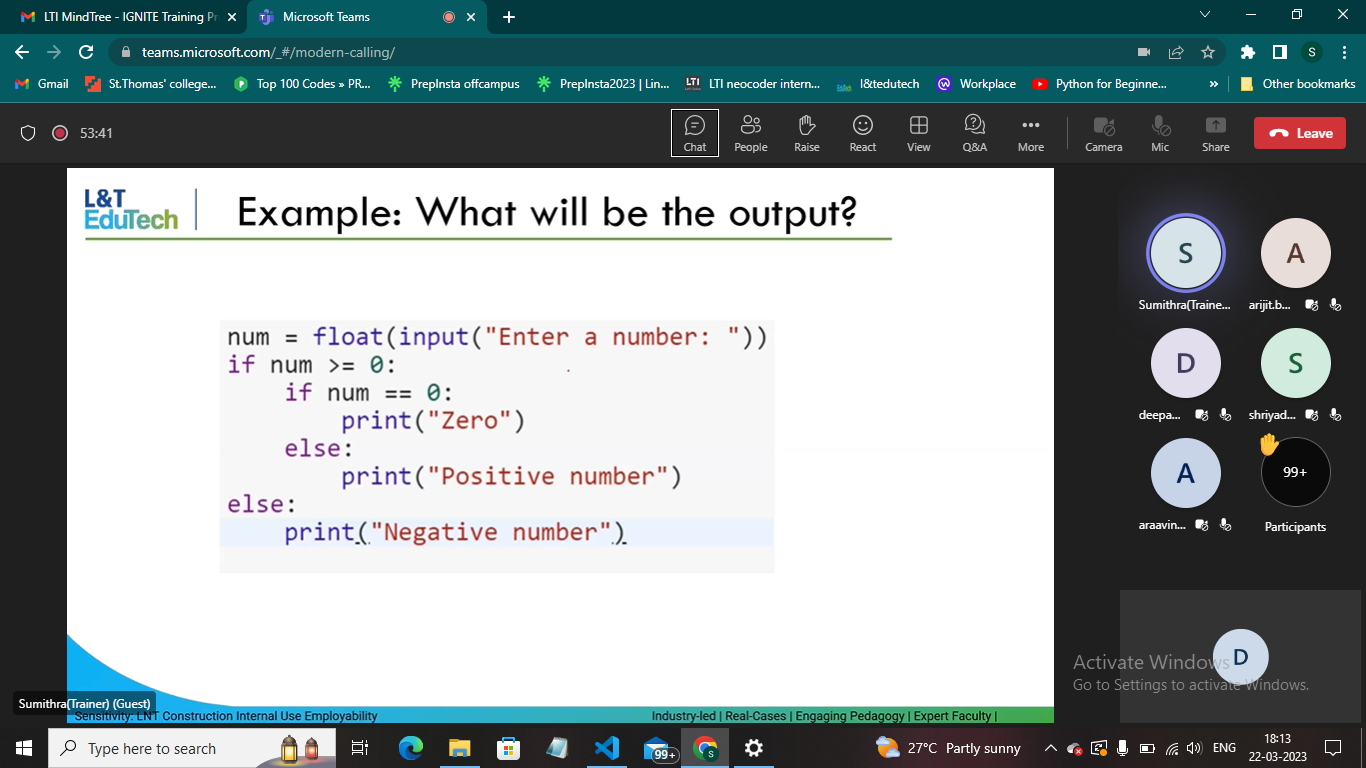 LTI MindTree - IGNITE Training Pr
Microsoft Teams
teams.microsoft.com/_#/modern-calling/
S
Gmail
St.Thomas' college...
Top 100 Codes » PR...
PrepInsta offcampus
PrepInsta2023 | Lin...
LTI neocoder intern...
l&tedutech
Workplace
Python for Beginne...
»
Other bookmarks
53:41
Chat
People
Raise
React
View
Q&A
More
Camera
Mic
Share
Leave
L&T
EduTech
Example: What will be the output?
num = float(input("Enter a number: "))
if num >= 0:
    if num == 0:
        print("Zero")
    else:
        print("Positive number")
else:
    print("Negative number")
S
Sumithra(Traine...
A
arijit.b...
D
deepa...
S
shriyad...
A
araavin...
99+
Participants
D
Activate Windows
Go to Settings to activate Windows.
Sumithra(Trainer) (Guest)
Sensitivity: LNT Construction Internal Use Employability
Industry-led | Real-Cases | Engaging Pedagogy | Expert Faculty |
Type here to search
99+
S
27°C Partly sunny
ENG
18:13
22-03-2023